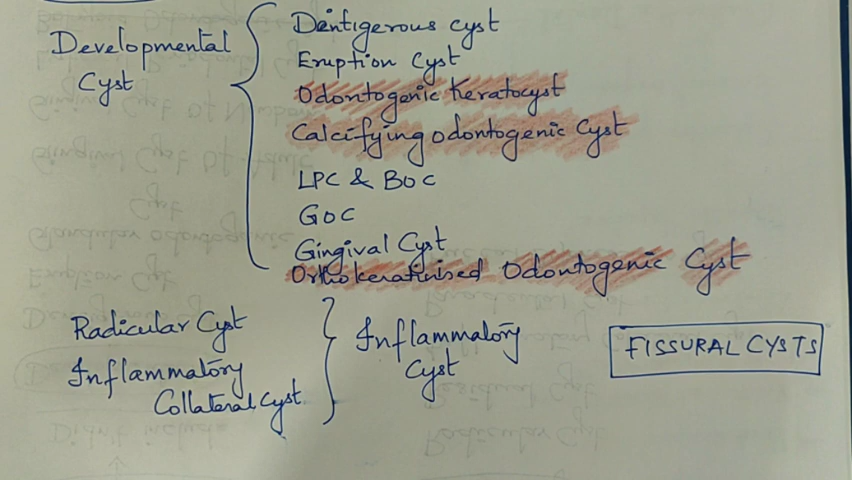 Developmental
Cyst
Dentigerous cyst
Eruption Cyst
Odontogenic Keratocyst
Calcifying odontogenic Cyst
LPC & BOC
GOC
Gingival Cyst
Orthokeratinised Odontogenic Cyst
Radicular Cyst
Inflammatory
Collateral Cyst
Inflammatory
Cyst
FISSURAL CYSTS